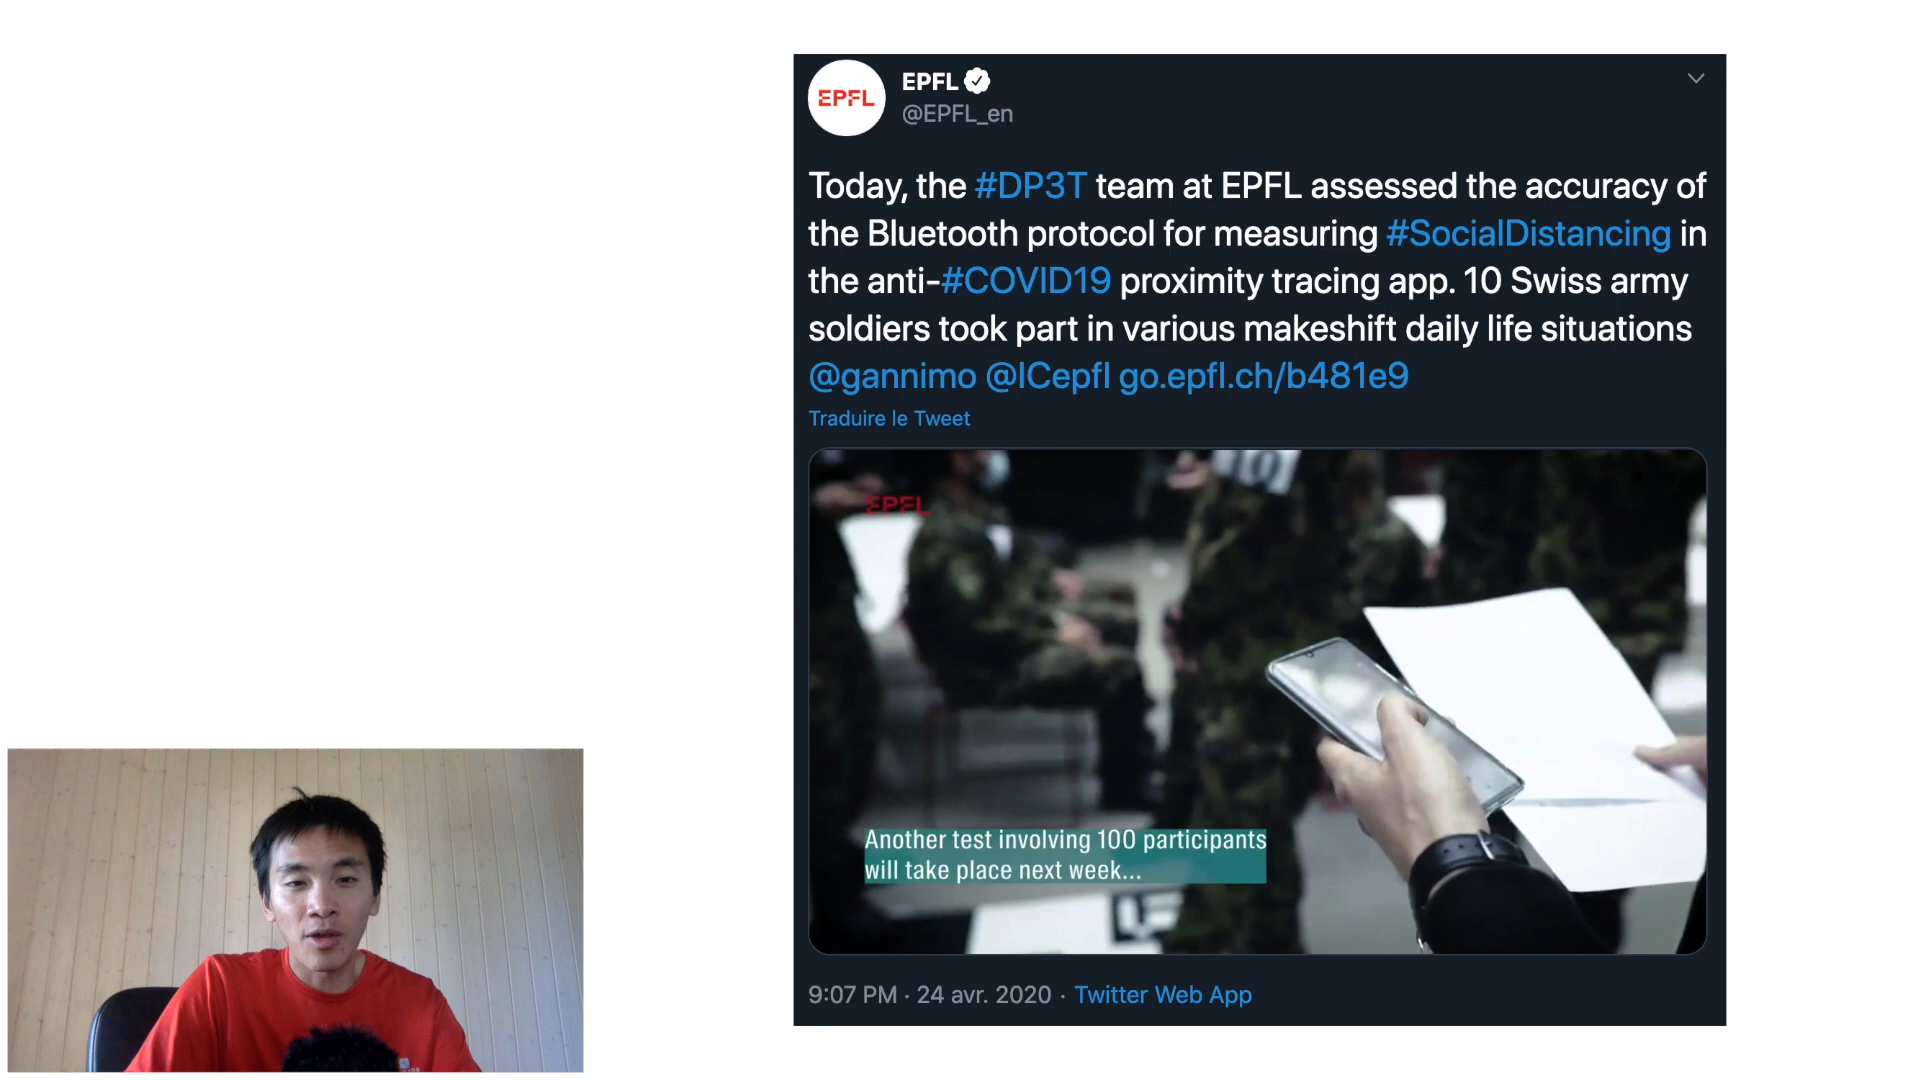 EPFL
EPFL
@EPFL_en
Today, the #DP3T team at EPFL assessed the accuracy of
the Bluetooth protocol for measuring #SocialDistancing in
the anti-#COVID19 proximity tracing app. 10 Swiss army
soldiers took part in various makeshift daily life situations
@gannimo @ICepfl go.epfl.ch/b481e9
Traduire le Tweet
EPFL
Another test involving 100 participants
will take place next week...
9:07 PM · 24 avr. 2020 · Twitter Web App